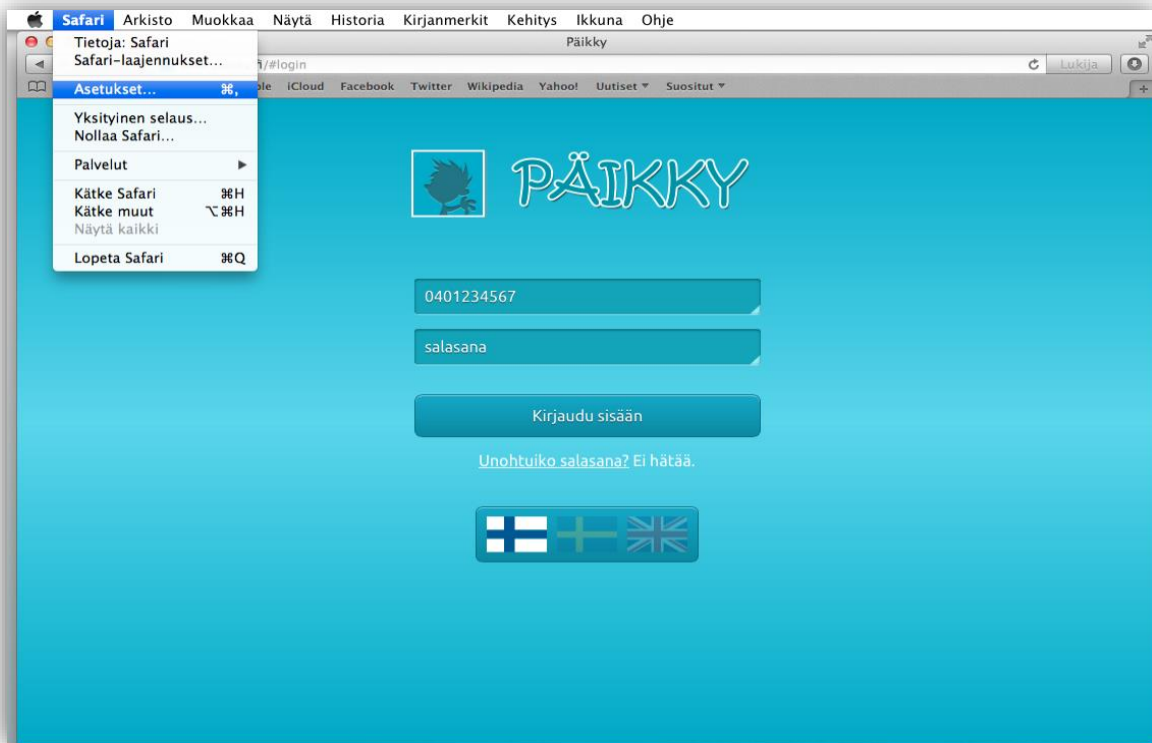 Safari Arkisto Muokkaa Näytä Historia Kirjanmerkit Kehitys Ikkuna Ohje
Päikky
Tietoja: Safari
Safari-laajennukset...
/#login
Lukija
Asetukset... ⌘,
iCloud Facebook Twitter Wikipedia Yahoo! Uutiset ▼ Suositut ▼
Yksityinen selaus...
Nollaa Safari...
Palvelut ▶
Kätke Safari ⌘H
Kätke muut ⌥⌘H
Näytä kaikki
Lopeta Safari ⌘Q
PÄIKKY
0401234567
salasana
Kirjaudu sisään
Unohtuiko salasana? Ei hätää.